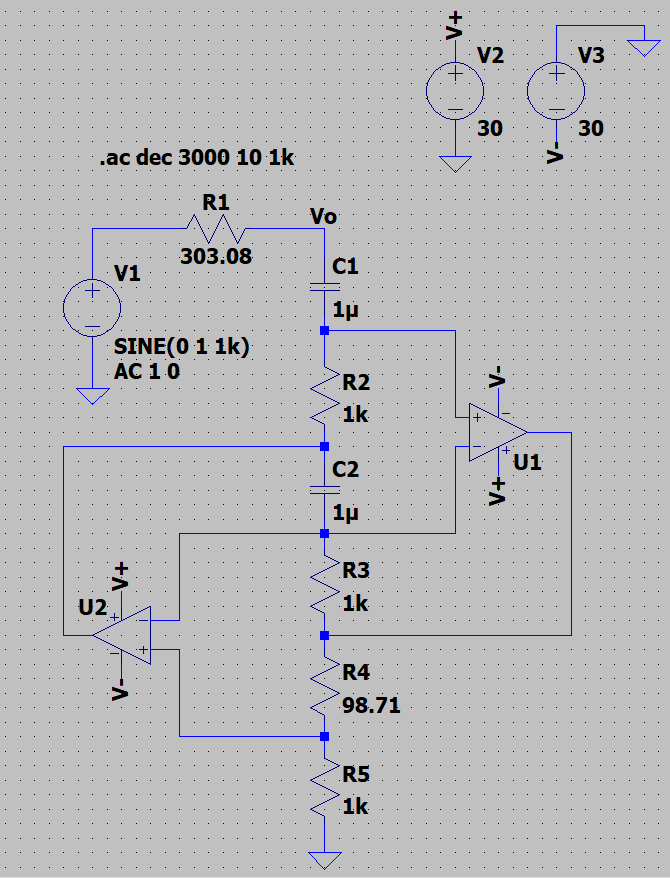 V+
V2
V3
30
30
V-
.ac dec 3000 10 1k
R1
Vo
303.08
C1
V1
1µ
SINE(0 1 1k)
AC 1 0
R2
V-
1k
C2
U1
V+
1µ
V+
R3
U2
1k
V-
R4
98.71
R5
1k